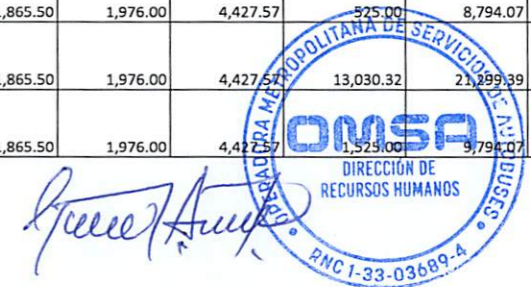 ,865.50 1,976.00 4,427.57 525.00 8,794.07
,865.50 1,976.00 4,427.57 13,030.32 21,299.39
,865.50 1,976.00 4,427.57 1,525.00 9,794.07
OPERADORA METROPOLITANA DE SERVICIOS DE AUTOBUSES
OMSA
DIRECCIÓN DE
RECURSOS HUMANOS
RNC 1-33-03689-4